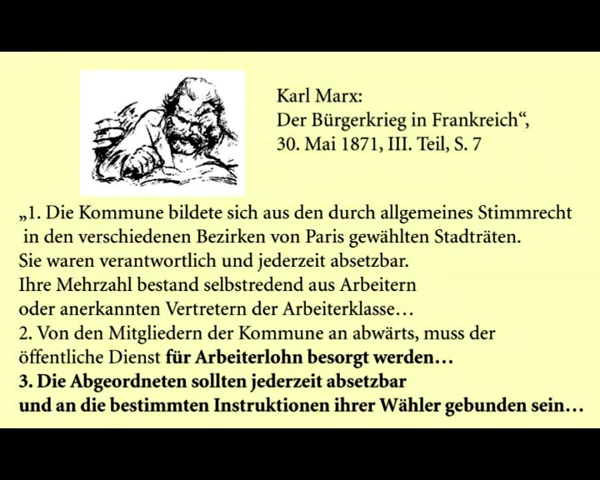 Karl Marx:
Der Bürgerkrieg in Frankreich“,
30. Mai 1871, III. Teil, S. 7
„1. Die Kommune bildete sich aus den durch allgemeines Stimmrecht
in den verschiedenen Bezirken von Paris gewählten Stadträten.
Sie waren verantwortlich und jederzeit absetzbar.
Ihre Mehrzahl bestand selbstredend aus Arbeitern
oder anerkannten Vertretern der Arbeiterklasse…
2. Von den Mitgliedern der Kommune an abwärts, muss der
öffentliche Dienst für Arbeiterlohn besorgt werden…
3. Die Abgeordneten sollten jederzeit absetzbar
und an die bestimmten Instruktionen ihrer Wähler gebunden sein…